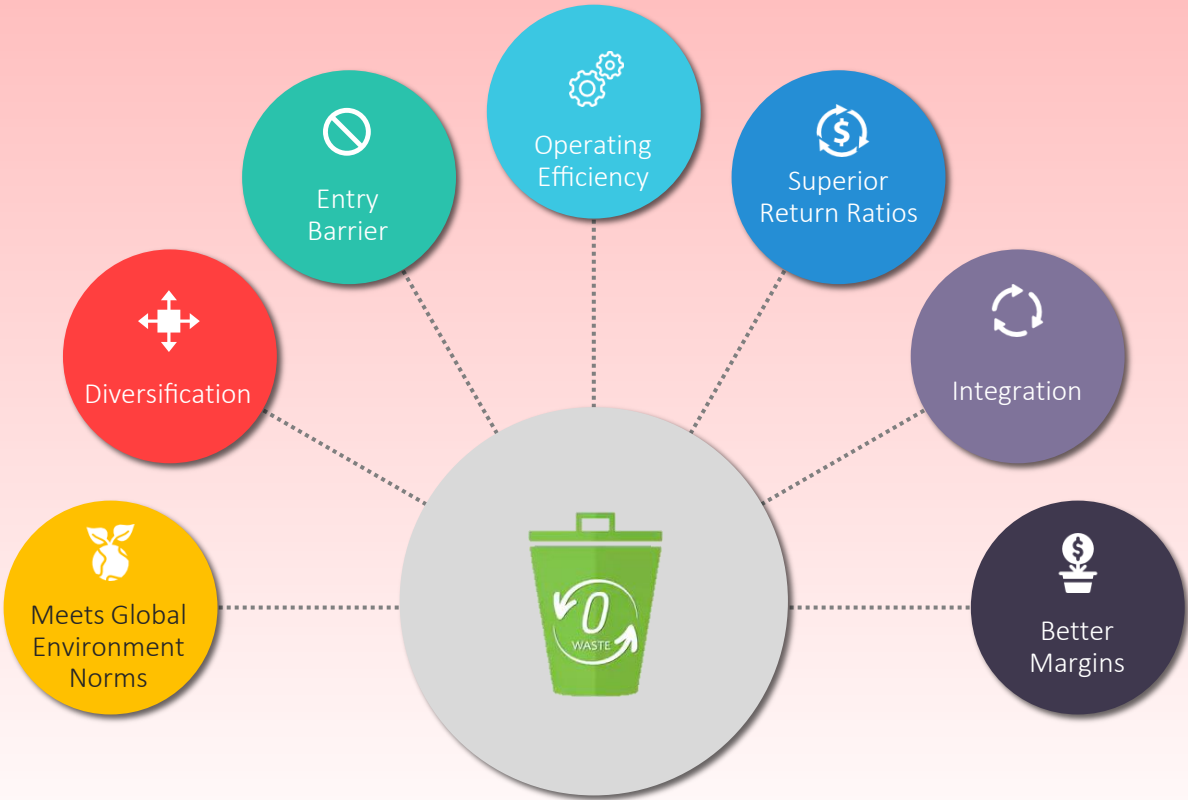 Meets Global
Environment
Norms
Diversification
Entry
Barrier
Operating
Efficiency
Superior
Return Ratios
Integration
Better
Margins
0
WASTE